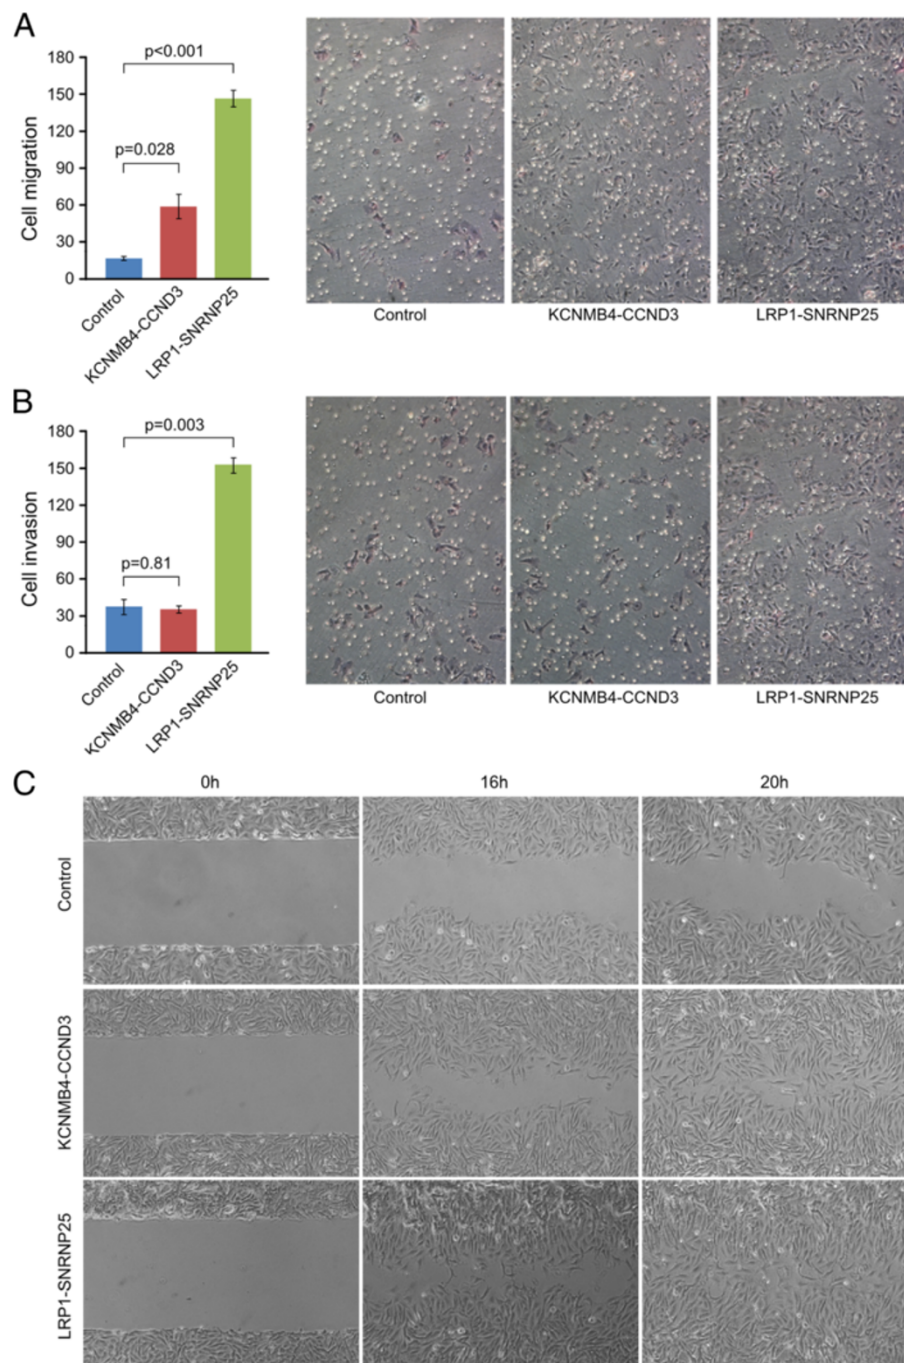 A
Cell migration
180
150
120
90
60
30
0
p<0.001
p=0.028
Control
KCNMB4-CCND3
LRP1-SNRNP25
Control
KCNMB4-CCND3
LRP1-SNRNP25
B
Cell invasion
180
150
120
90
60
30
0
p=0.003
p=0.81
Control
KCNMB4-CCND3
LRP1-SNRNP25
Control
KCNMB4-CCND3
LRP1-SNRNP25
C
0h
16h
20h
Control
KCNMB4-CCND3
LRP1-SNRNP25